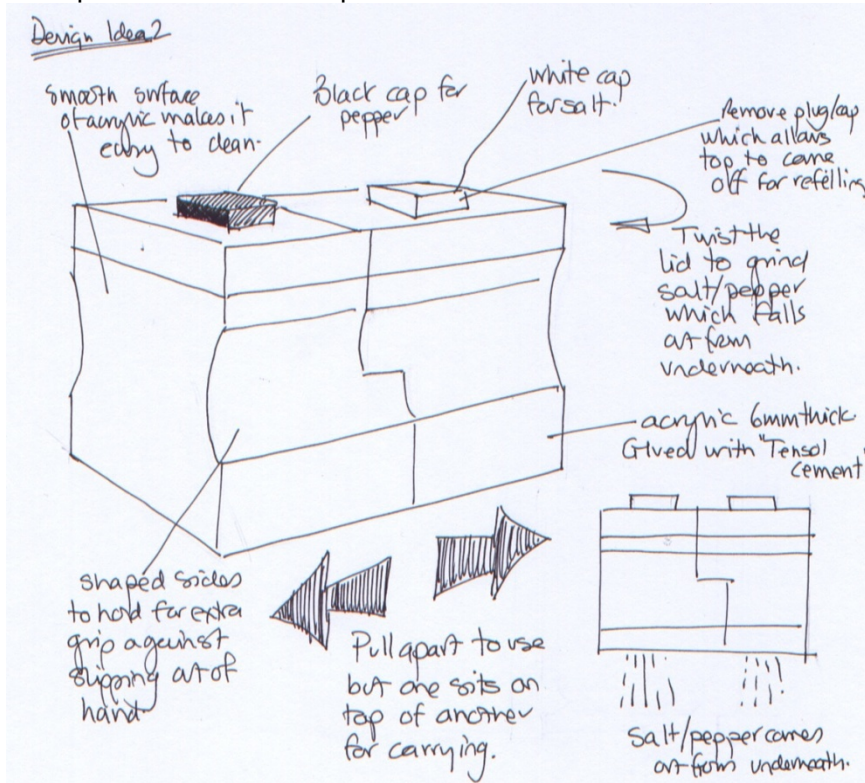 Design Idea 2
smooth surface
of acrylic makes it
easy to clean.
Black cap for
pepper
white cap
for salt.
Remove plug/cap
which allows
top to come
off for refilling
Twist the
lid to grind
salt/pepper
which falls
out from
underneath.
acrylic 6mm thick
Glued with "Tensol
cement"
shaped sides
to hold for extra
grip against
slipping out of
hand
Pull apart to use
but one sits on
top of another
for carrying.
Salt/pepper comes
out from underneath.